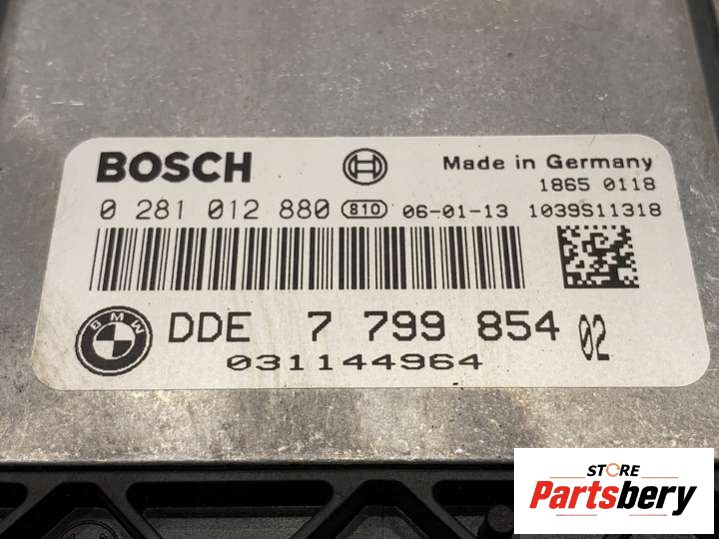 BOSCH
Made in Germany
1865 0118
0 281 012 880 810 06-01-13 1039S11318
BMW
DDE 7 799 854 02
031144964
STORE
Partsbery